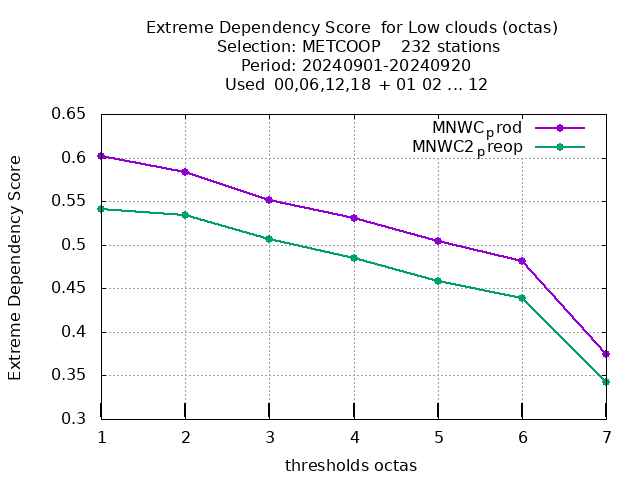 Extreme Dependency Score  for Low clouds (octas)
Selection: METCOOP    232 stations
Period: 20240901-20240920
Used  00,06,12,18  + 01 02 ... 12
MNWC_prod
MNWC2_preop
Extreme Dependency Score
0.65
0.6
0.55
0.5
0.45
0.4
0.35
0.3
1 2 3 4 5 6 7
thresholds octas